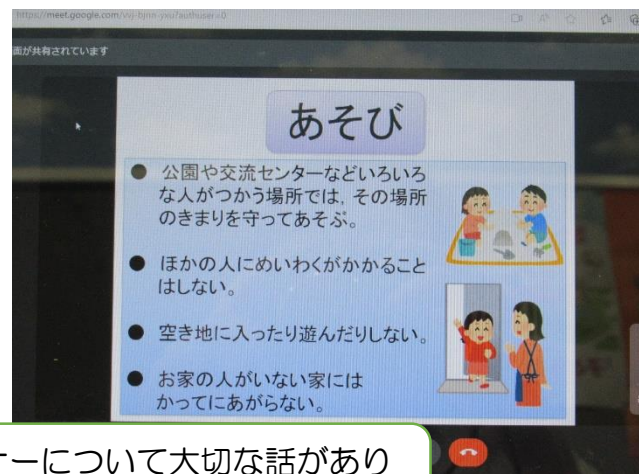 https://meet.google.com/
面が共有されています
あそび
● 公園や交流センターなどいろいろ
な人がつかう場所では，その場所
のきまりを守ってあそぶ。
● ほかの人にめいわくがかかること
はしない。
● 空き地に入ったり遊んだりしない。
● お家の人がいない家には
かってにあがらない。
ナーについて大切な話があり